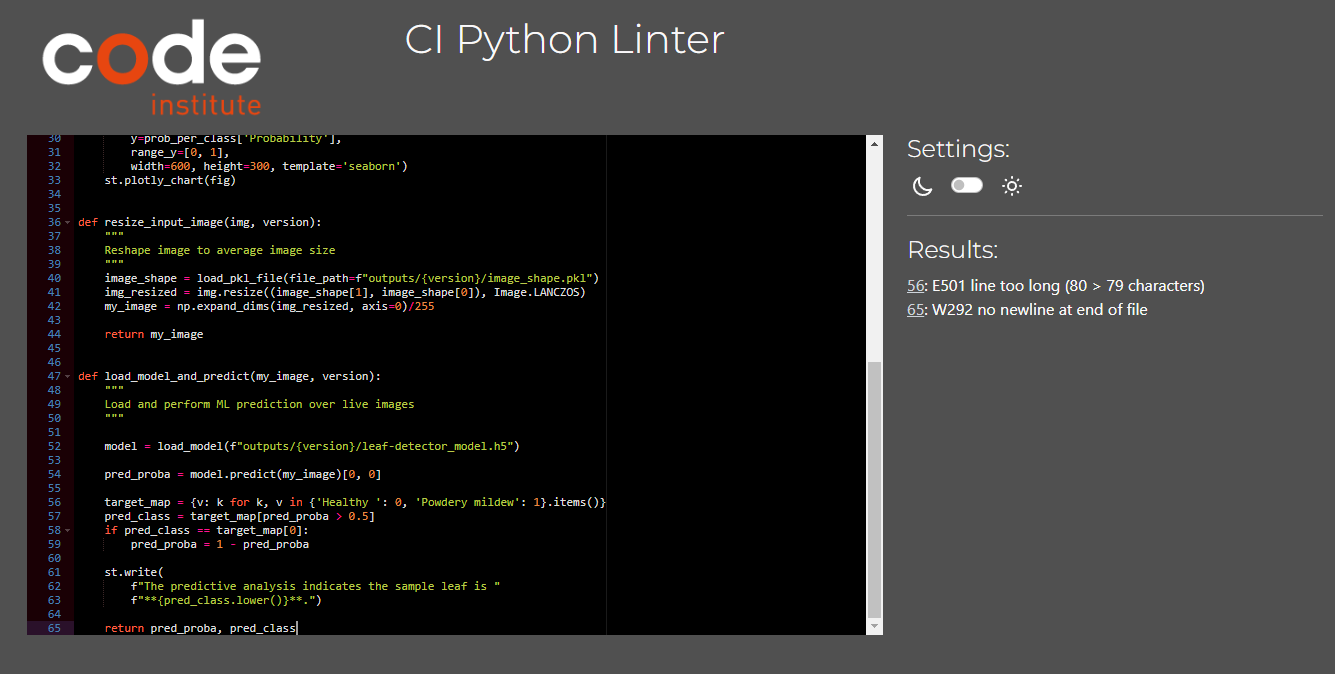 code
institute
CI Python Linter
30 y=prob_per_class['Probability'],
31 range_y=[0, 1],
32 width=600, height=300, template='seaborn')
33 st.plotly_chart(fig)
34
35
36 def resize_input_image(img, version):
37 """
38 Reshape image to average image size
39 """
40 image_shape = load_pkl_file(file_path=f"outputs/{version}/image_shape.pkl")
41 img_resized = img.resize((image_shape[1], image_shape[0]), Image.LANCZOS)
42 my_image = np.expand_dims(img_resized, axis=0)/255
43
44 return my_image
45
46
47 def load_model_and_predict(my_image, version):
48 """
49 Load and perform ML prediction over live images
50 """
51
52 model = load_model(f"outputs/{version}/leaf-detector_model.h5")
53
54 pred_proba = model.predict(my_image)[0, 0]
55
56 target_map = {v: k for k, v in {'Healthy ': 0, 'Powdery mildew': 1}.items()}
57 pred_class = target_map[pred_proba > 0.5]
58 if pred_class == target_map[0]:
59 pred_proba = 1 - pred_proba
60
61 st.write(
62 f"The predictive analysis indicates the sample leaf is "
63 f"**{pred_class.lower()}**.")
64
65 return pred_proba, pred_class
Settings:
Results:
56: E501 line too long (80 > 79 characters)
65: W292 no newline at end of file